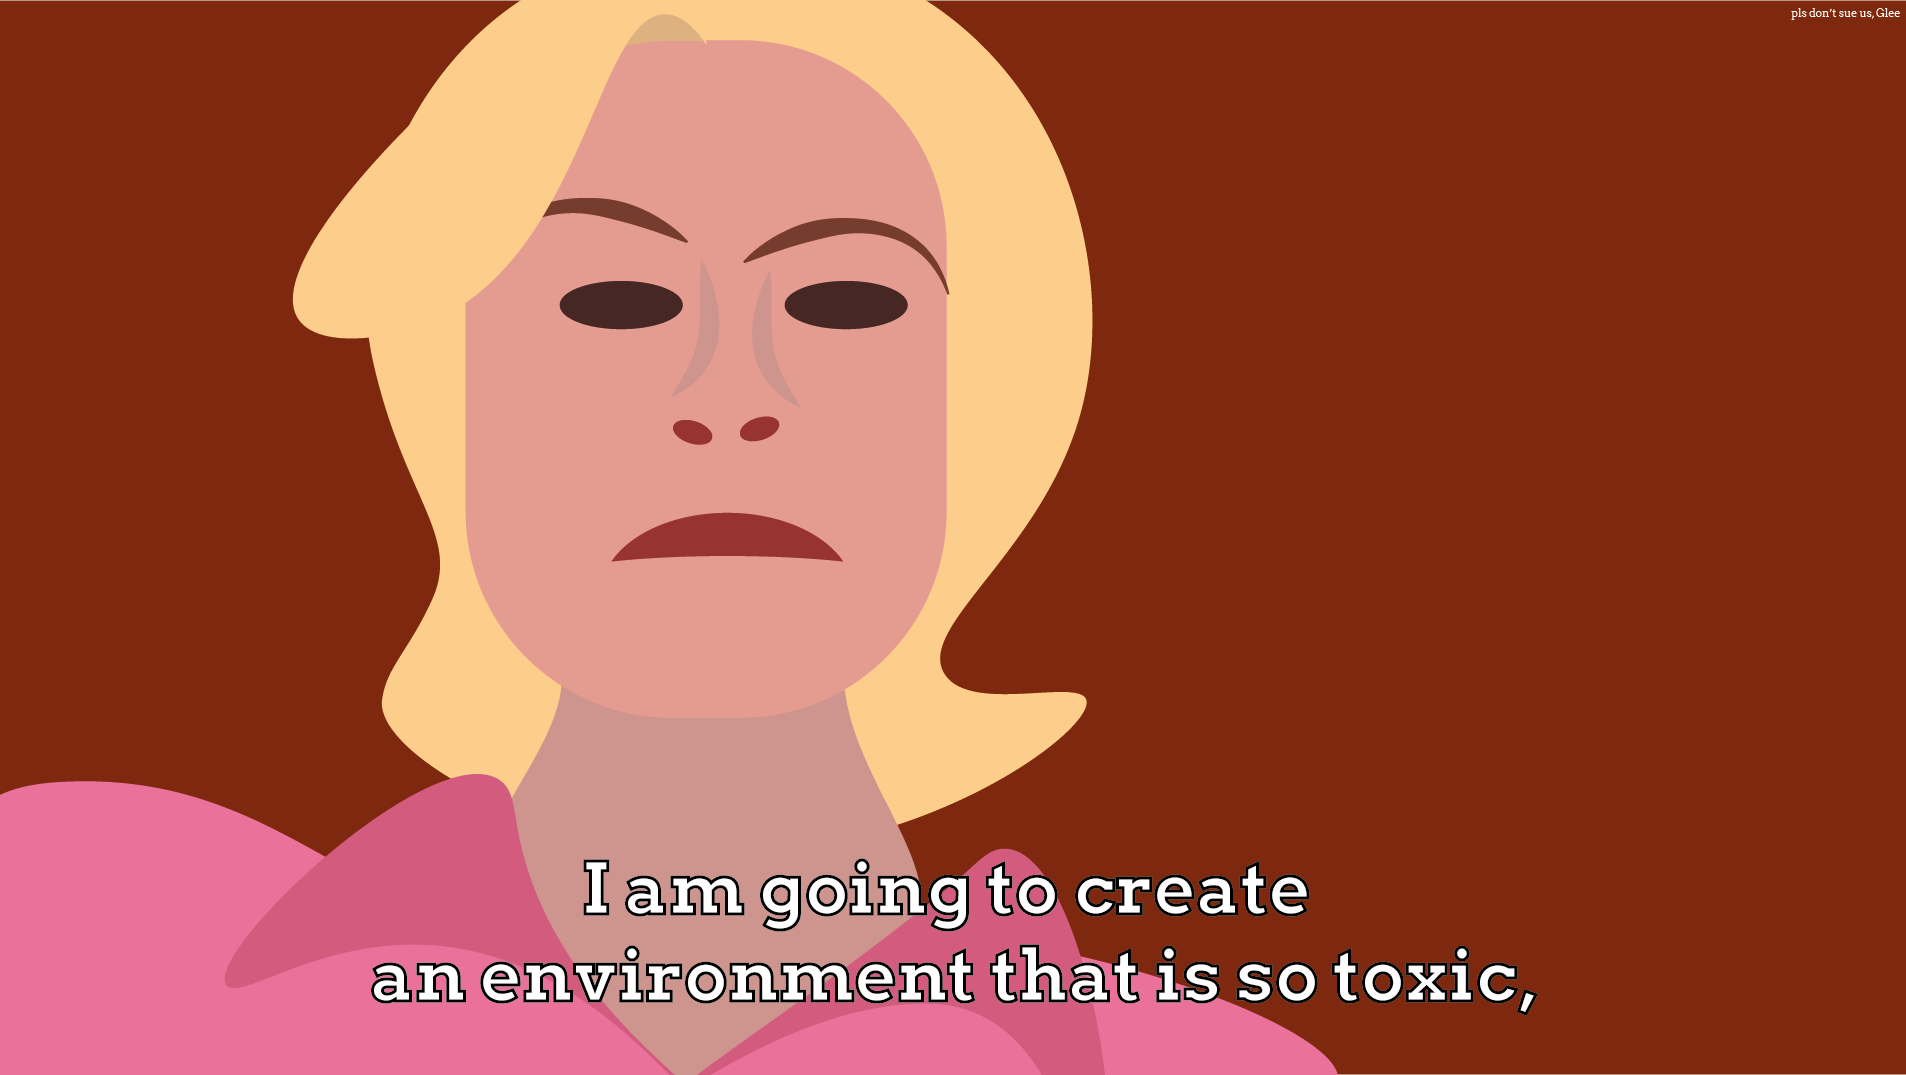 pls don't sue us, Glee
I am going to create
an environment that is so toxic,